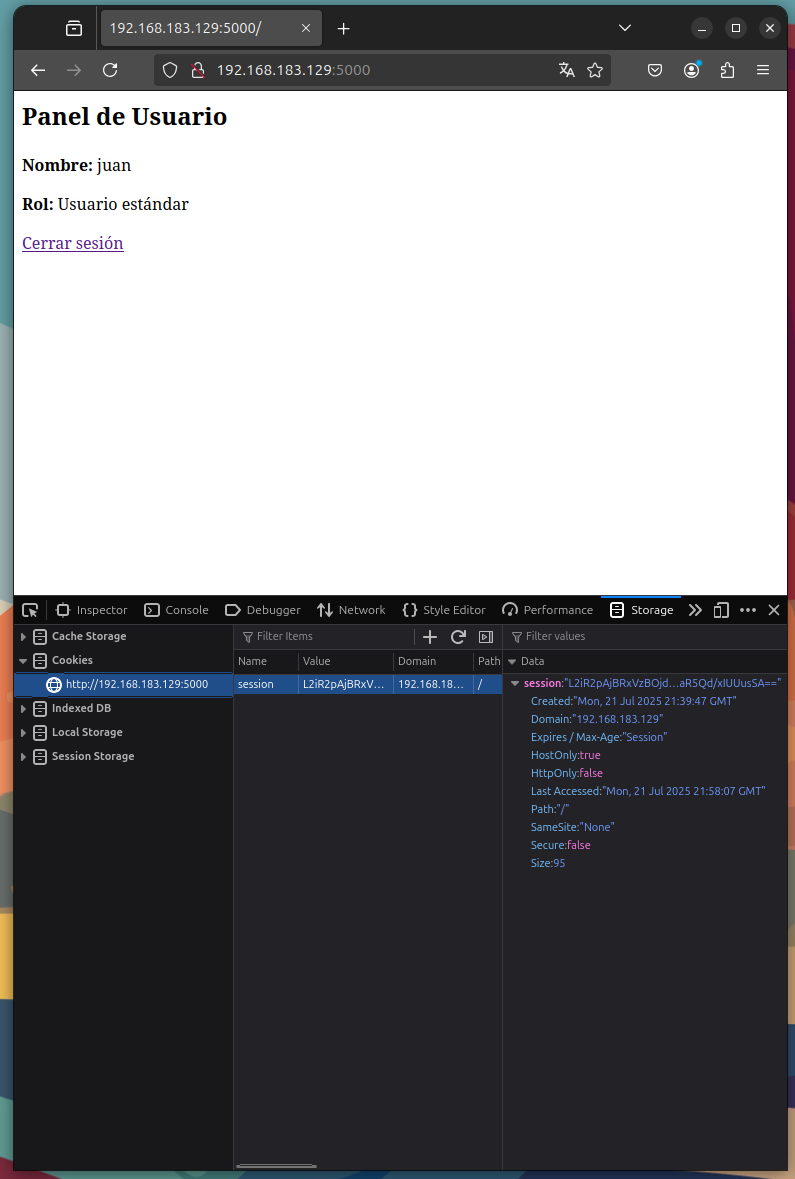 192.168.183.129:5000/
192.168.183.129:5000
Panel de Usuario
Nombre: juan
Rol: Usuario estándar
Cerrar sesión
Inspector Console Debugger Network Style Editor Performance Storage
Cache Storage
Cookies
http://192.168.183.129:5000
Indexed DB
Local Storage
Session Storage
Filter Items
Name Value Domain Path
session L2iR2pAjBRxV... 192.168.18... /
Filter values
Data
session:"L2iR2pAjBRxVzBOjd...aR5Qd/xIUUusSA=="
Created:"Mon, 21 Jul 2025 21:39:47 GMT"
Domain:"192.168.183.129"
Expires / Max-Age:"Session"
HostOnly:true
HttpOnly:false
Last Accessed:"Mon, 21 Jul 2025 21:58:07 GMT"
Path:"/"
SameSite:"None"
Secure:false
Size:95